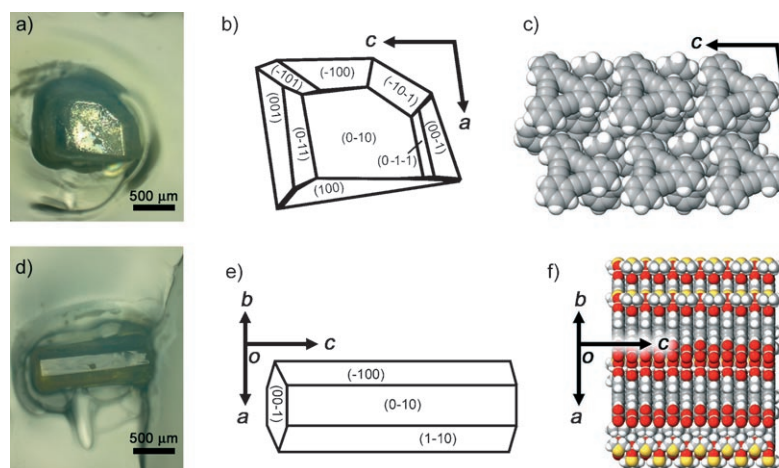 a)
500 µm
b)
c
a
(-101)
(-100)
(-10-1)
(001)
(0-11)
(0-10)
(00-1)
(0-1-1)
(100)
c)
c
d)
500 µm
e)
b
o
c
a
(-100)
(00-1)
(0-10)
(1-10)
f)
b
o
c
a